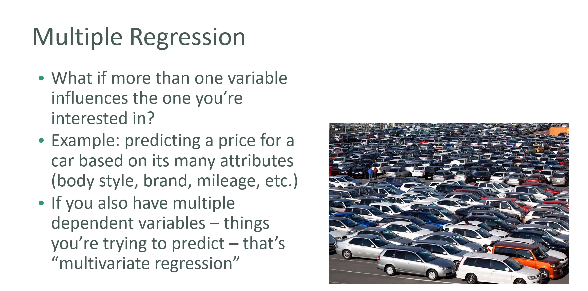 Multiple Regression
• What if more than one variable
influences the one you’re
interested in?
• Example: predicting a price for a
car based on its many attributes
(body style, brand, mileage, etc.)
• If you also have multiple
dependent variables – things
you’re trying to predict – that’s
“multivariate regression”